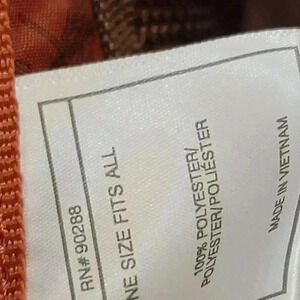 RN# 90288
NE SIZE FITS ALL
100% POLYESTER/
POLYESTER/POLIÉSTER
MADE IN VIETNAM